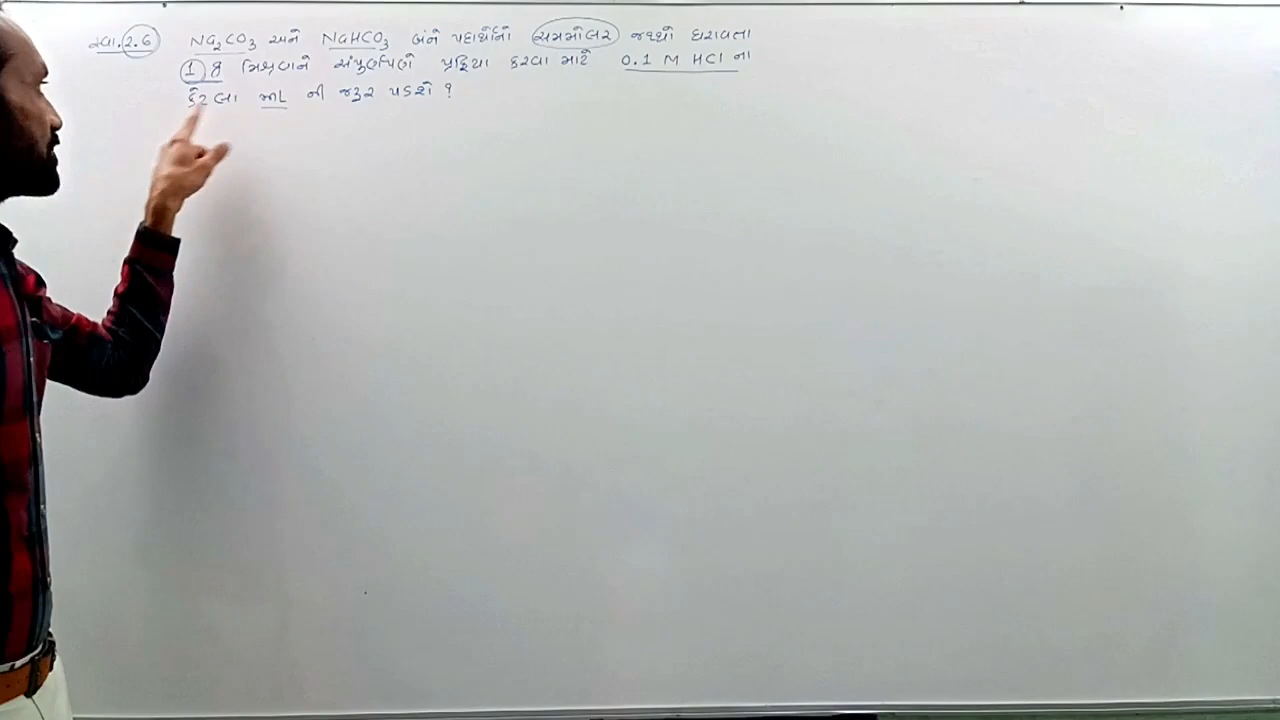 સ્વા.2.6 Na₂CO₃ અને NaHCO₃ બંને પદાર્થોનો સમમોલર જથ્થો ધરાવતા
1 g મિશ્રણને સંપૂર્ણપણે પ્રક્રિયા કરવા માટે 0.1 M HCl ના
કેટલા mL ની જરૂર પડશે ?